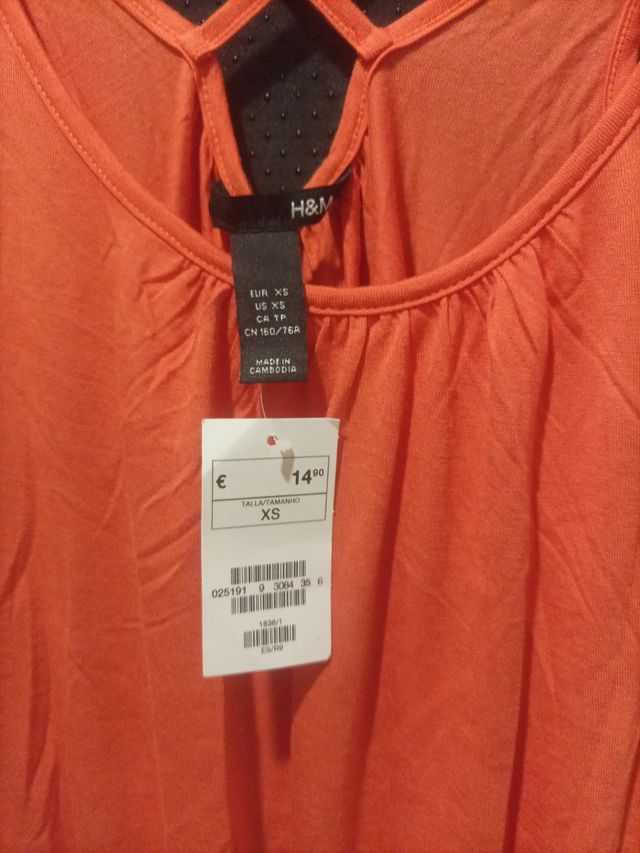 H&M
EUR XS
US XS
CA TP
CN 160/76A
MADE IN
CAMBODIA
€ 14⁹⁰
TALLA/TAMANHO
XS
025191 9 3084 35 6
1636/1
ES/R9